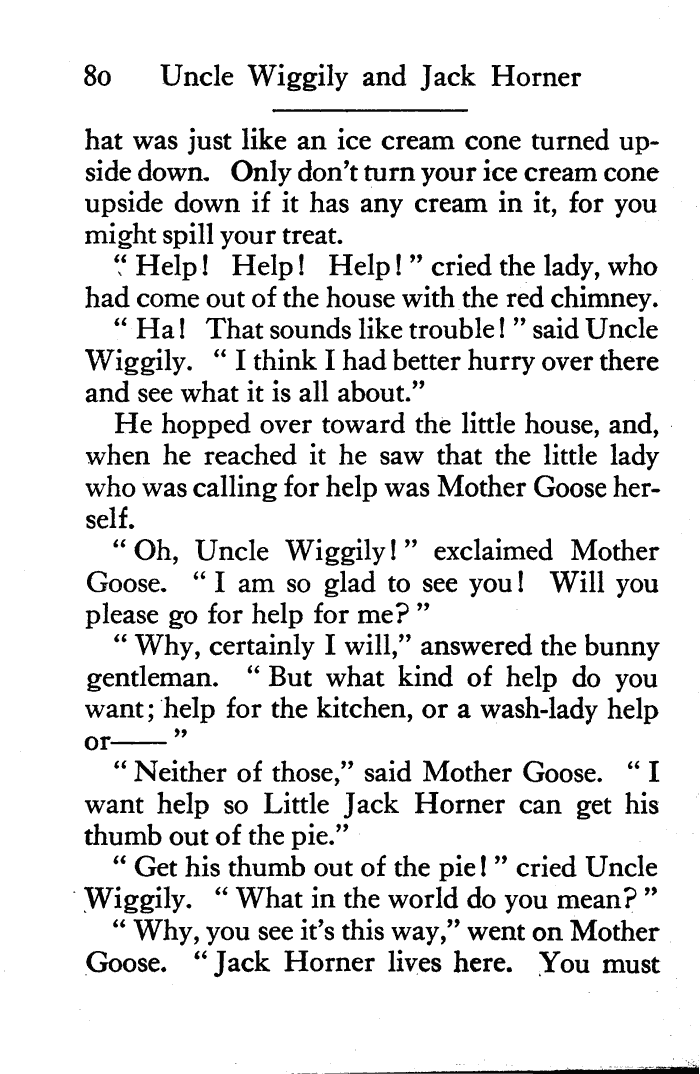 80 Uncle Wiggily and Jack Horner
hat was just like an ice cream cone turned up-
side down. Only don't turn your ice cream cone
upside down if it has any cream in it, for you
might spill your treat.
“ Help! Help! Help! ” cried the lady, who
had come out of the house with the red chimney.
“ Ha! That sounds like trouble! ” said Uncle
Wiggily. “ I think I had better hurry over there
and see what it is all about.”
He hopped over toward the little house, and,
when he reached it he saw that the little lady
who was calling for help was Mother Goose her-
self.
“ Oh, Uncle Wiggily! ” exclaimed Mother
Goose. “ I am so glad to see you! Will you
please go for help for me? ”
“ Why, certainly I will,” answered the bunny
gentleman. “ But what kind of help do you
want; help for the kitchen, or a wash-lady help
or—— ”
“ Neither of those,” said Mother Goose. “ I
want help so Little Jack Horner can get his
thumb out of the pie.”
“ Get his thumb out of the pie! ” cried Uncle
Wiggily. “ What in the world do you mean? ”
“ Why, you see it's this way,” went on Mother
Goose. “ Jack Horner lives here. You must